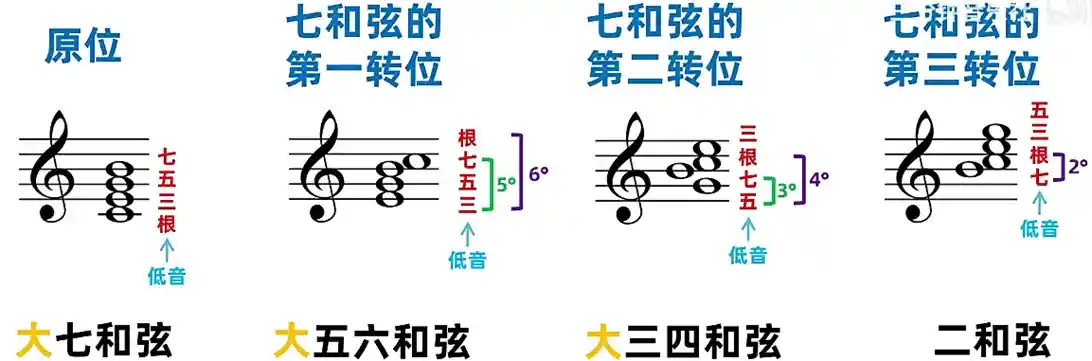 原位
七和弦的
第一转位
七和弦的
第二转位
七和弦的
第三转位
七
五
三
根
低音
根
七
五
三
5°
6°
低音
三
根
七
五
3°
4°
低音
五
三
根
七
2°
低音
大七和弦
大五六和弦
大三四和弦
二和弦